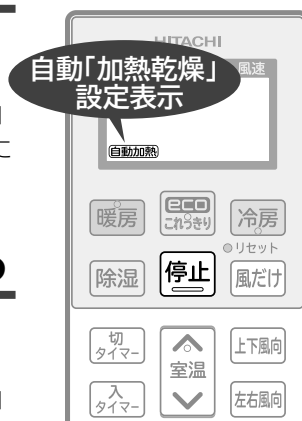 HITACHI
自動「加熱乾燥」
設定表示
風速
に
自動加熱
暖房
eco
これっきり
冷房
リセット
除湿
停止
風だけ
切
タイマー
室温
上下風向
入
タイマー
左右風向